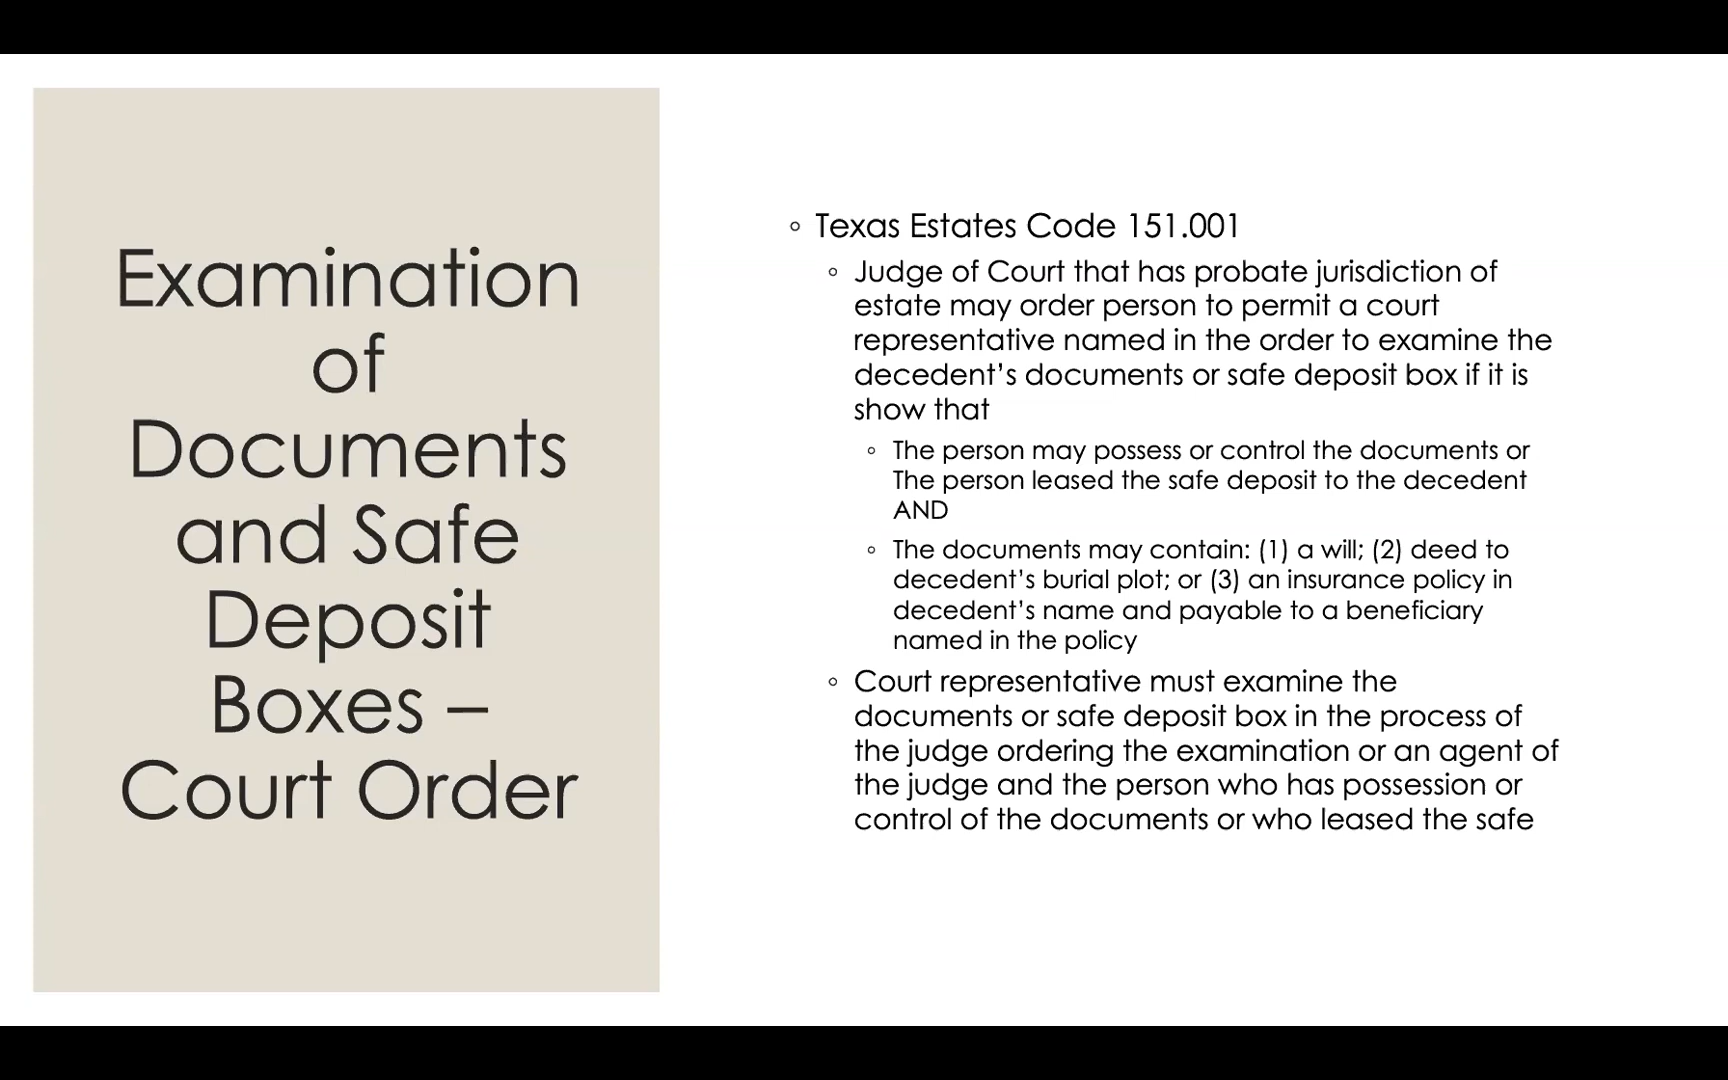 Examination
of
Documents
and Safe
Deposit
Boxes –
Court Order
◦ Texas Estates Code 151.001
◦ Judge of Court that has probate jurisdiction of
estate may order person to permit a court
representative named in the order to examine the
decedent’s documents or safe deposit box if it is
show that
◦ The person may possess or control the documents or
The person leased the safe deposit to the decedent
AND
◦ The documents may contain: (1) a will; (2) deed to
decedent’s burial plot; or (3) an insurance policy in
decedent’s name and payable to a beneficiary
named in the policy
◦ Court representative must examine the
documents or safe deposit box in the process of
the judge ordering the examination or an agent of
the judge and the person who has possession or
control of the documents or who leased the safe